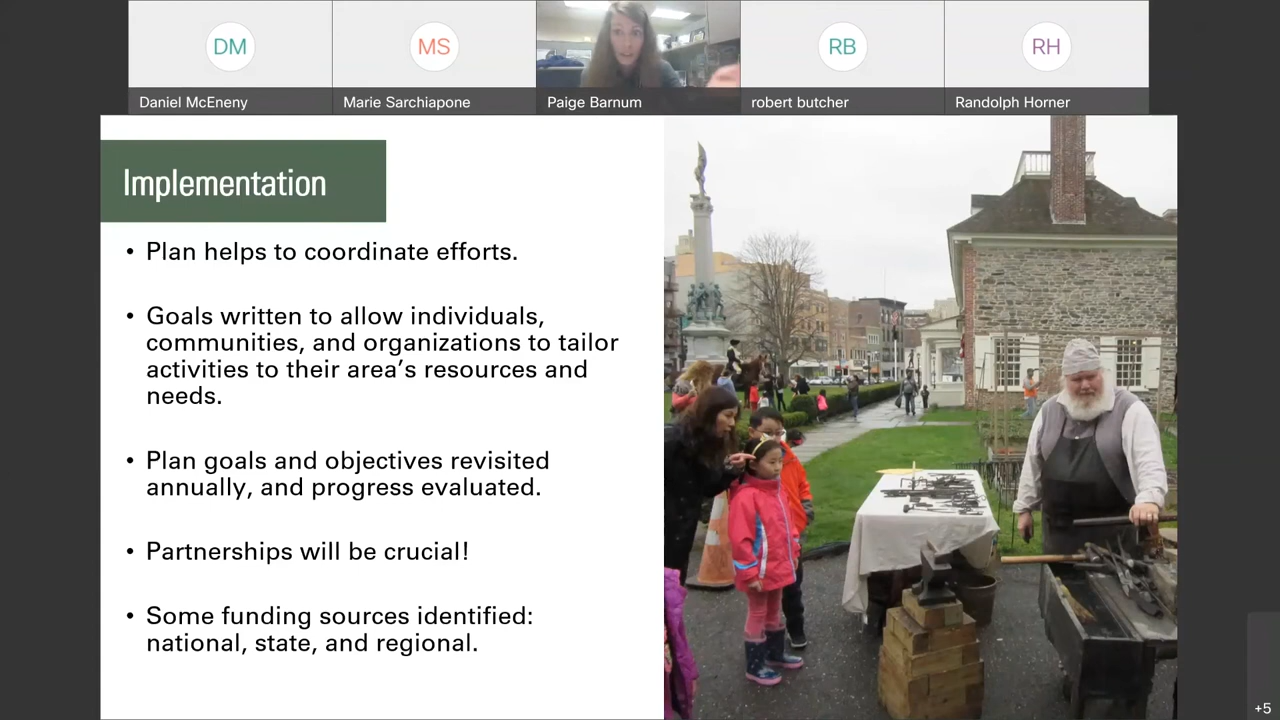 DM
MS
RB
RH
Daniel McEneny
Marie Sarchiapone
Paige Barnum
robert butcher
Randolph Horner
Implementation
• Plan helps to coordinate efforts.
• Goals written to allow individuals,
communities, and organizations to tailor
activities to their area’s resources and
needs.
• Plan goals and objectives revisited
annually, and progress evaluated.
• Partnerships will be crucial!
• Some funding sources identified:
national, state, and regional.
+5